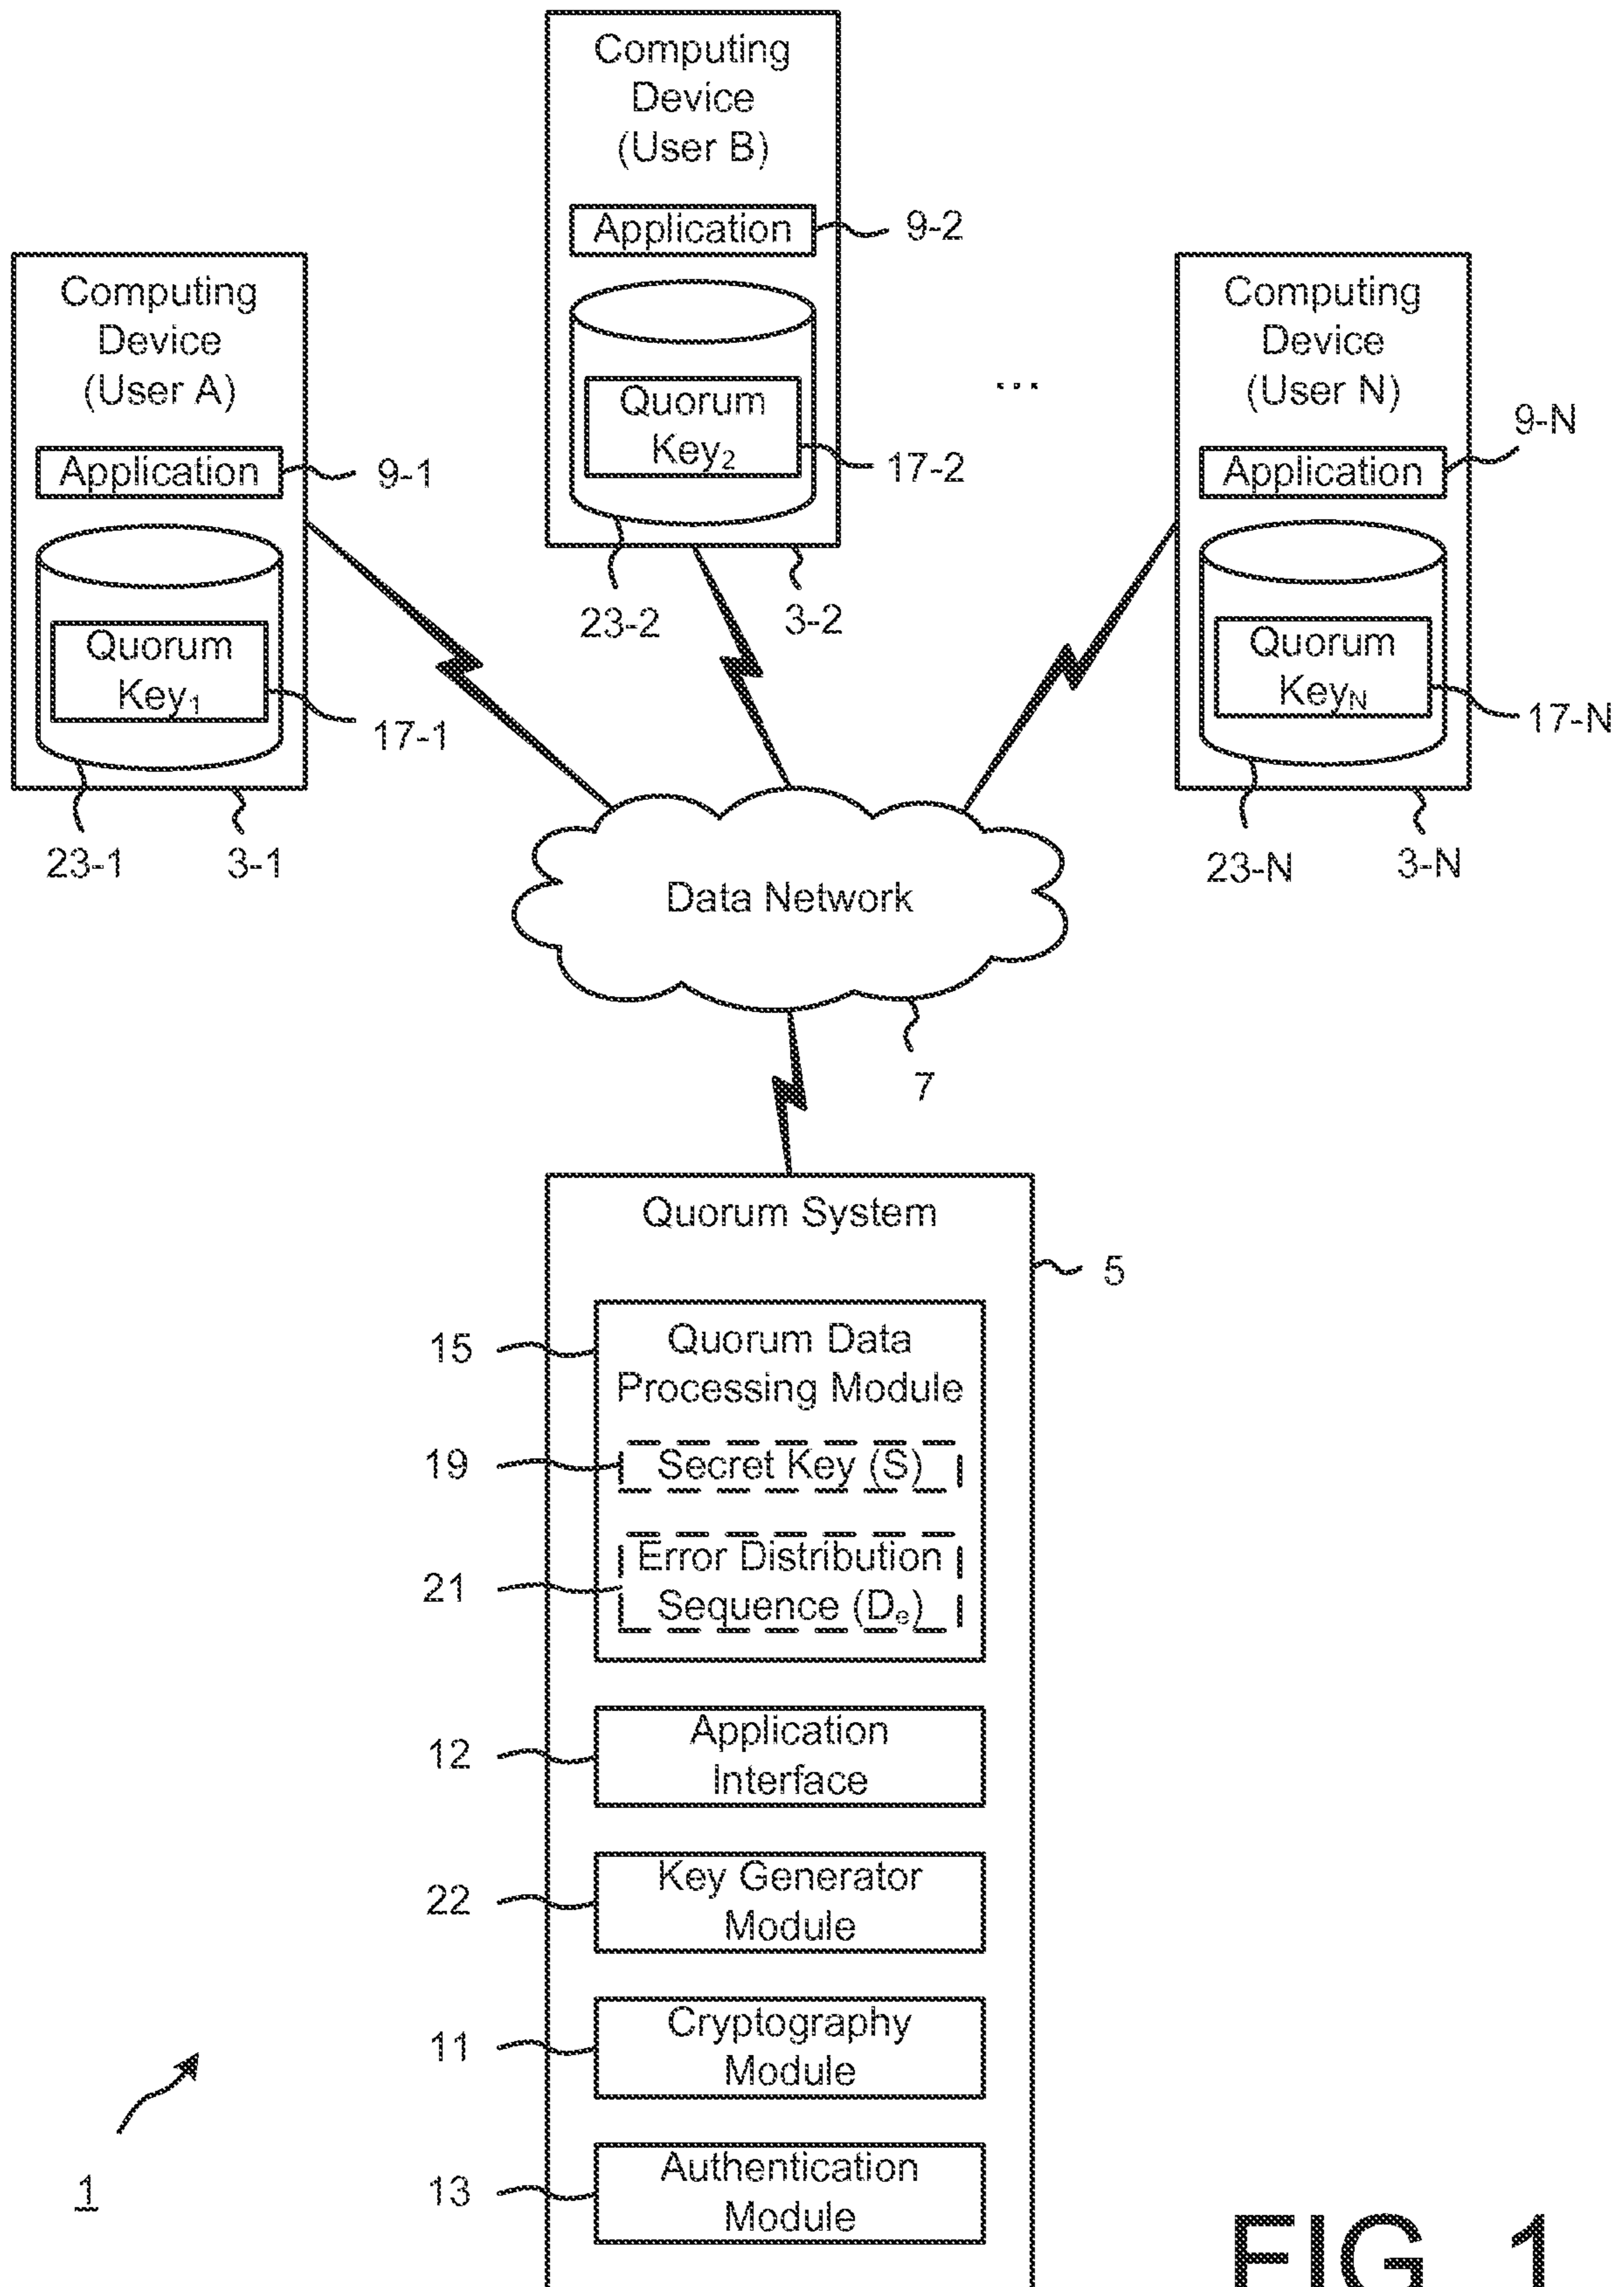 Computing
Device
(User B)
Application
9-2
Quorum
Key2
17-2
23-2
3-2
Computing
Device
(User A)
Application
9-1
Quorum
Key1
17-1
23-1
3-1
...
Computing
Device
(User N)
Application
9-N
Quorum
KeyN
17-N
23-N
3-N
Data Network
7
Quorum System
5
15
Quorum Data
Processing Module
19
Secret Key (S)
21
Error Distribution
Sequence (De)
12
Application
Interface
22
Key Generator
Module
11
Cryptography
Module
13
Authentication
Module
1
FIG. 1